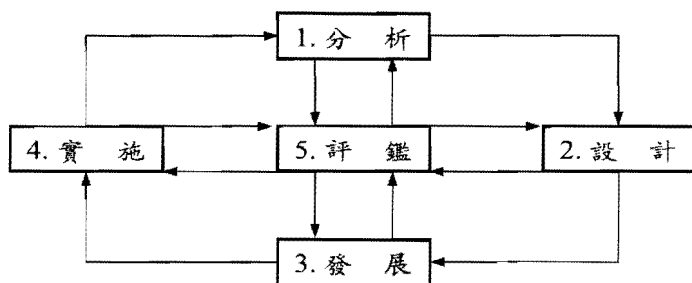 1. 分 析
4. 實 施
5. 評 鑑
2. 設 計
3. 發 展